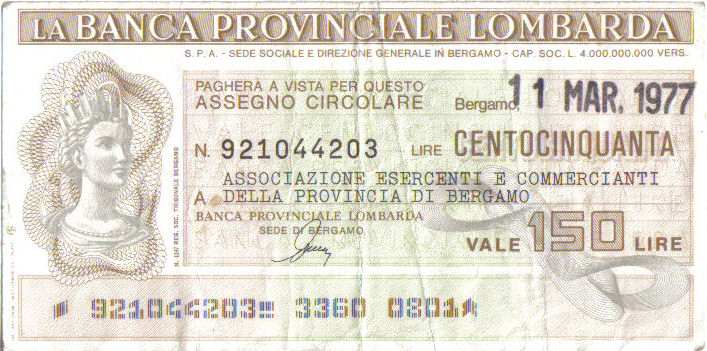 LA BANCA PROVINCIALE LOMBARDA
S.P.A. - SEDE SOCIALE E DIREZIONE GENERALE IN BERGAMO - CAP. SOC. L. 4.000.000.000 VERS.
PAGHERÀ A VISTA PER QUESTO
ASSEGNO CIRCOLARE
Bergamo, 11 MAR. 1977
N. 921044203 LIRE CENTOCINQUANTA
ASSOCIAZIONE ESERCENTI E COMMERCIANTI
A DELLA PROVINCIA DI BERGAMO
BANCA PROVINCIALE LOMBARDA
SEDE DI BERGAMO
VALE 150 LIRE
921044203 3360 0801